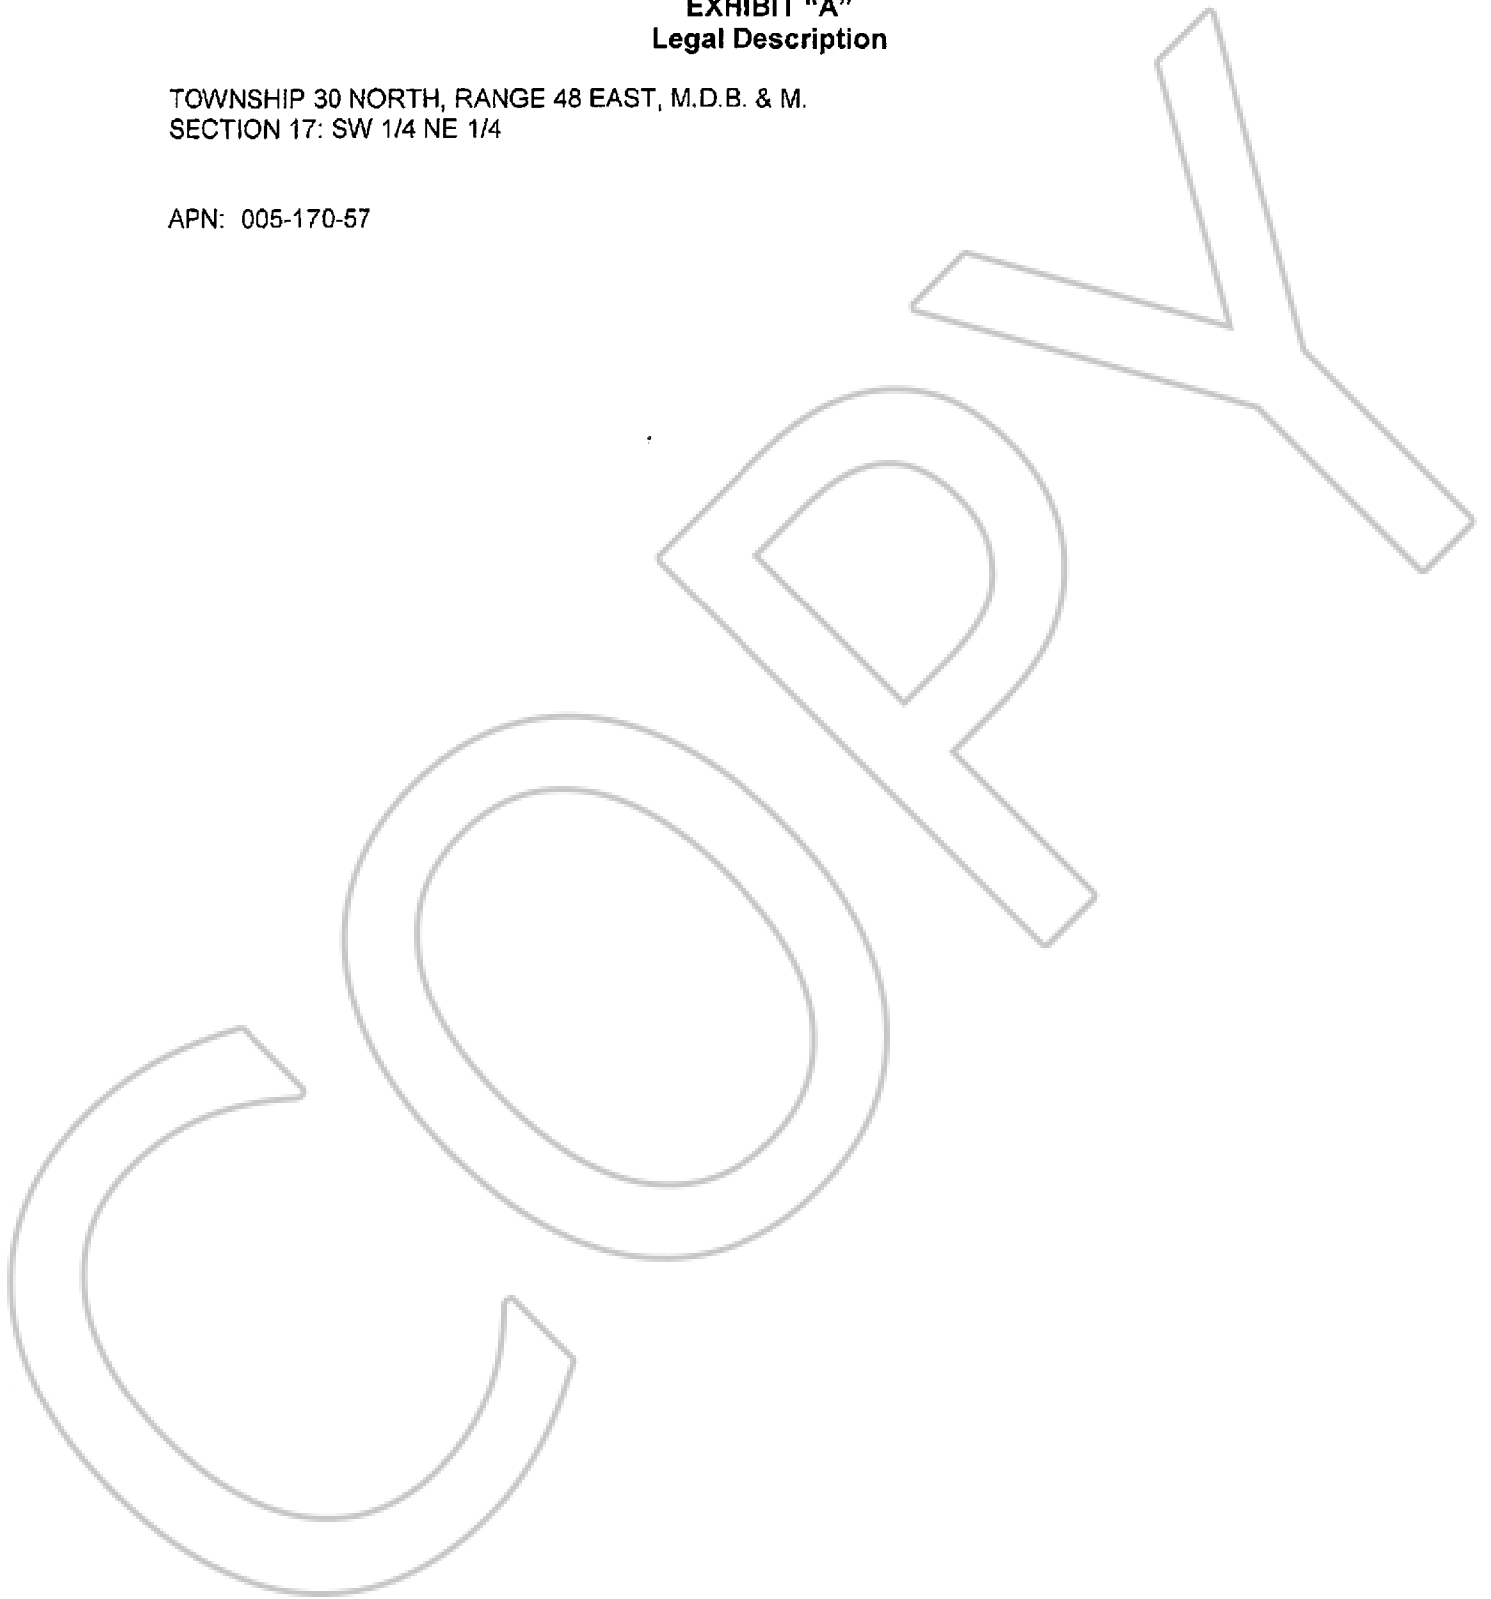 EXHIBIT "A"
Legal Description
TOWNSHIP 30 NORTH, RANGE 48 EAST, M.D.B. & M.
SECTION 17: SW 1/4 NE 1/4
APN: 005-170-57
COPY